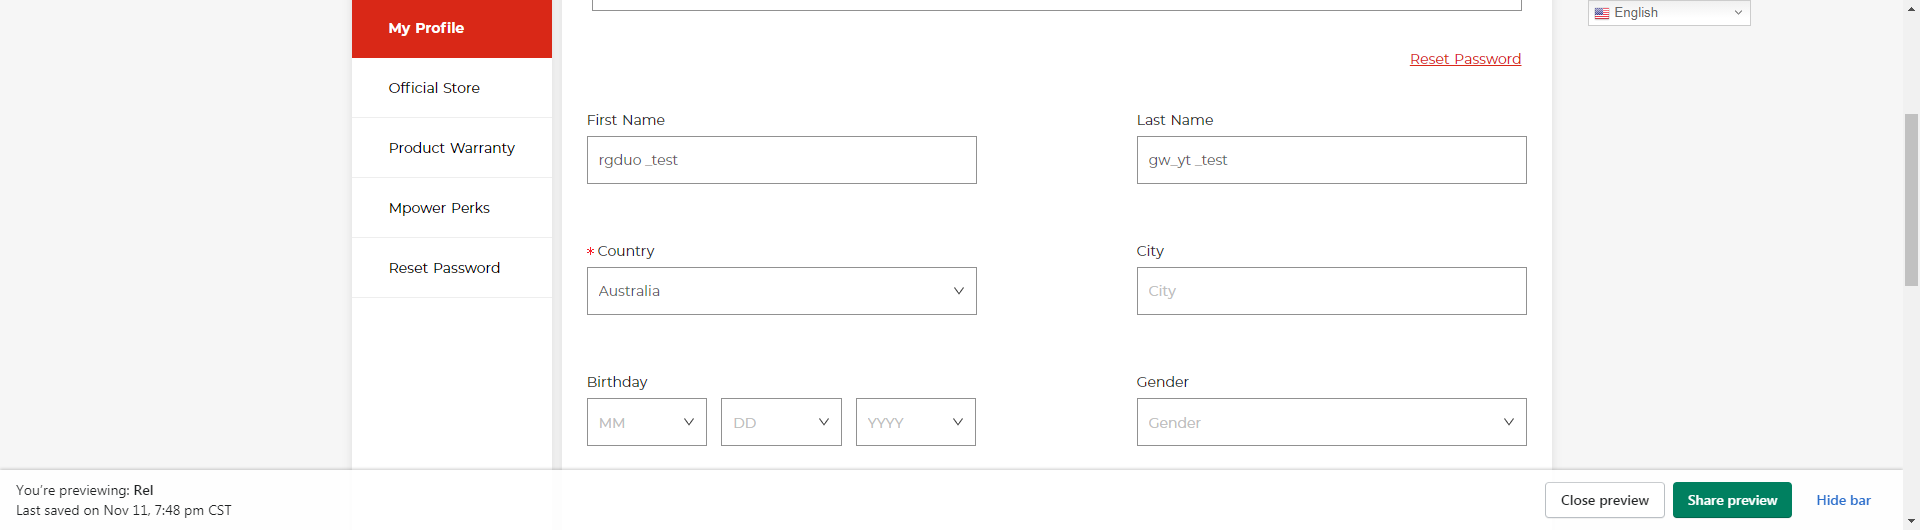 My Profile
Official Store
Product Warranty
Mpower Perks
Reset Password
English
Reset Password
First Name
Last Name
rgduo _test
gw_yt _test
* Country
City
Australia
City
Birthday
Gender
MM
DD
YYYY
Gender
You're previewing: Rel
Last saved on Nov 11, 7:48 pm CST
Close preview
Share preview
Hide bar